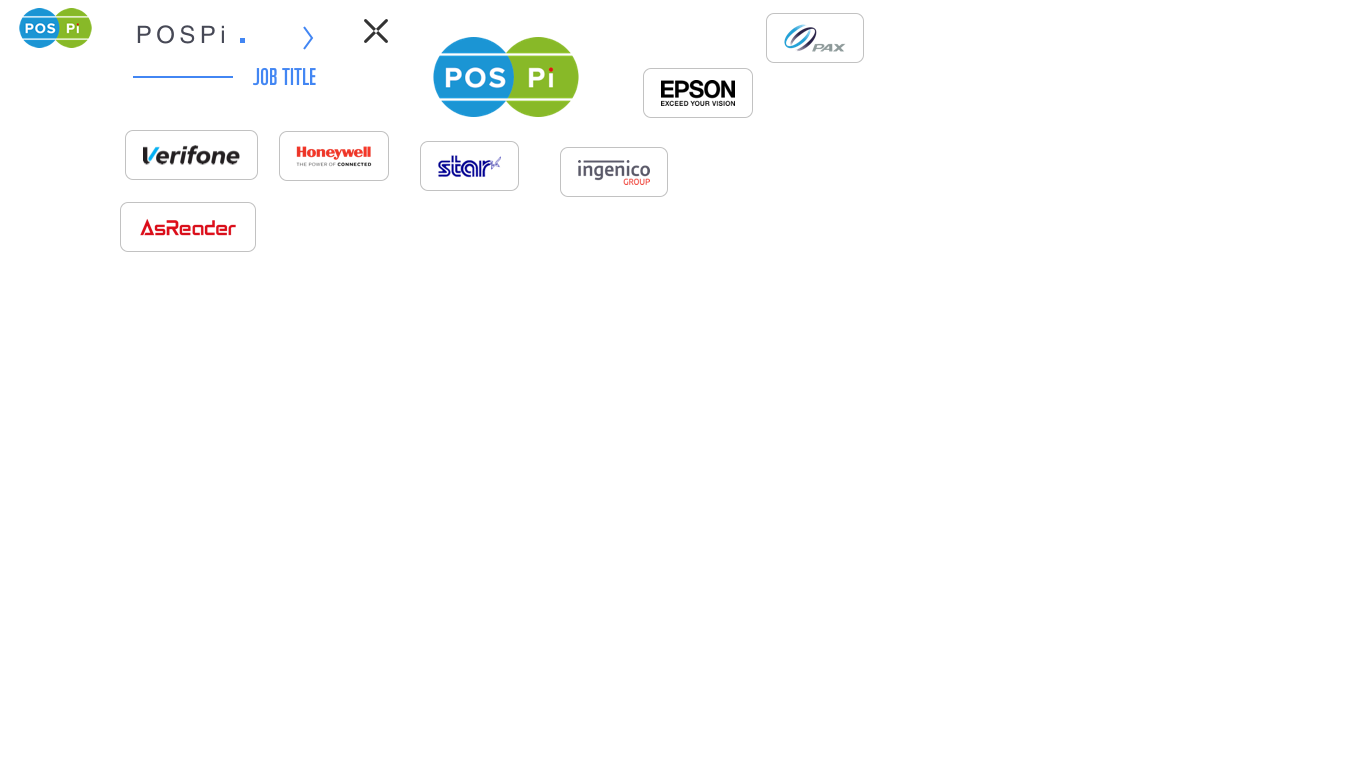 POS Pi
POSPi.
JOB TITLE
POS Pi
PAX
EPSON
EXCEED YOUR VISION
Verifone
Honeywell
THE POWER OF CONNECTED
star
ingenico
GROUP
AsReader